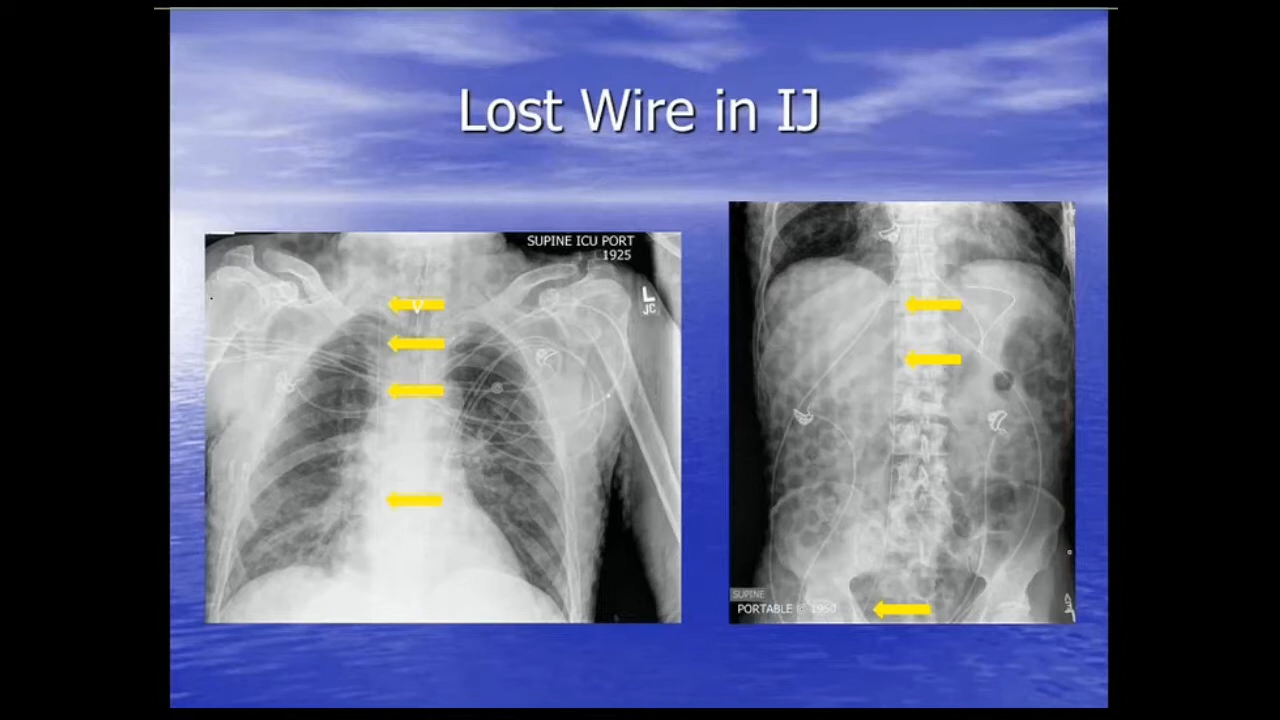 Lost Wire in IJ
SUPINE ICU PORT
1925
L
JC
V
SUPINE
PORTABLE @ 1950